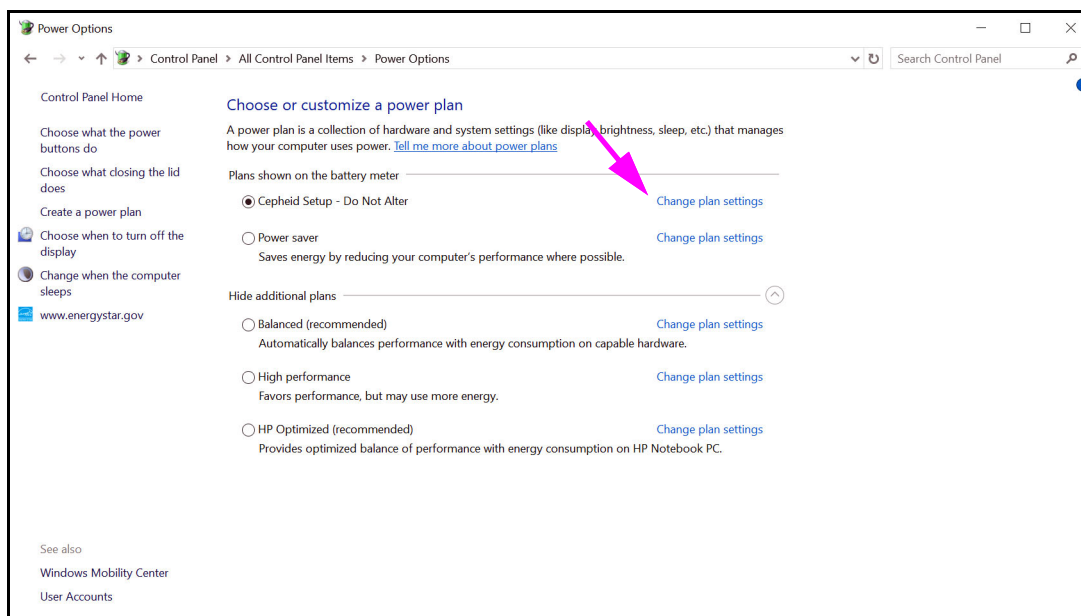 Power Options
Control Panel > All Control Panel Items > Power Options
Search Control Panel
Control Panel Home
Choose what the power
buttons do
Choose what closing the lid
does
Create a power plan
Choose when to turn off the
display
Change when the computer
sleeps
www.energystar.gov
Choose or customize a power plan
A power plan is a collection of hardware and system settings (like display brightness, sleep, etc.) that manages
how your computer uses power. Tell me more about power plans
Plans shown on the battery meter
Cepheid Setup - Do Not Alter Change plan settings
Power saver Change plan settings
Saves energy by reducing your computer's performance where possible.
Hide additional plans
Balanced (recommended) Change plan settings
Automatically balances performance with energy consumption on capable hardware.
High performance Change plan settings
Favors performance, but may use more energy.
HP Optimized (recommended) Change plan settings
Provides optimized balance of performance with energy consumption on HP Notebook PC.
See also
Windows Mobility Center
User Accounts